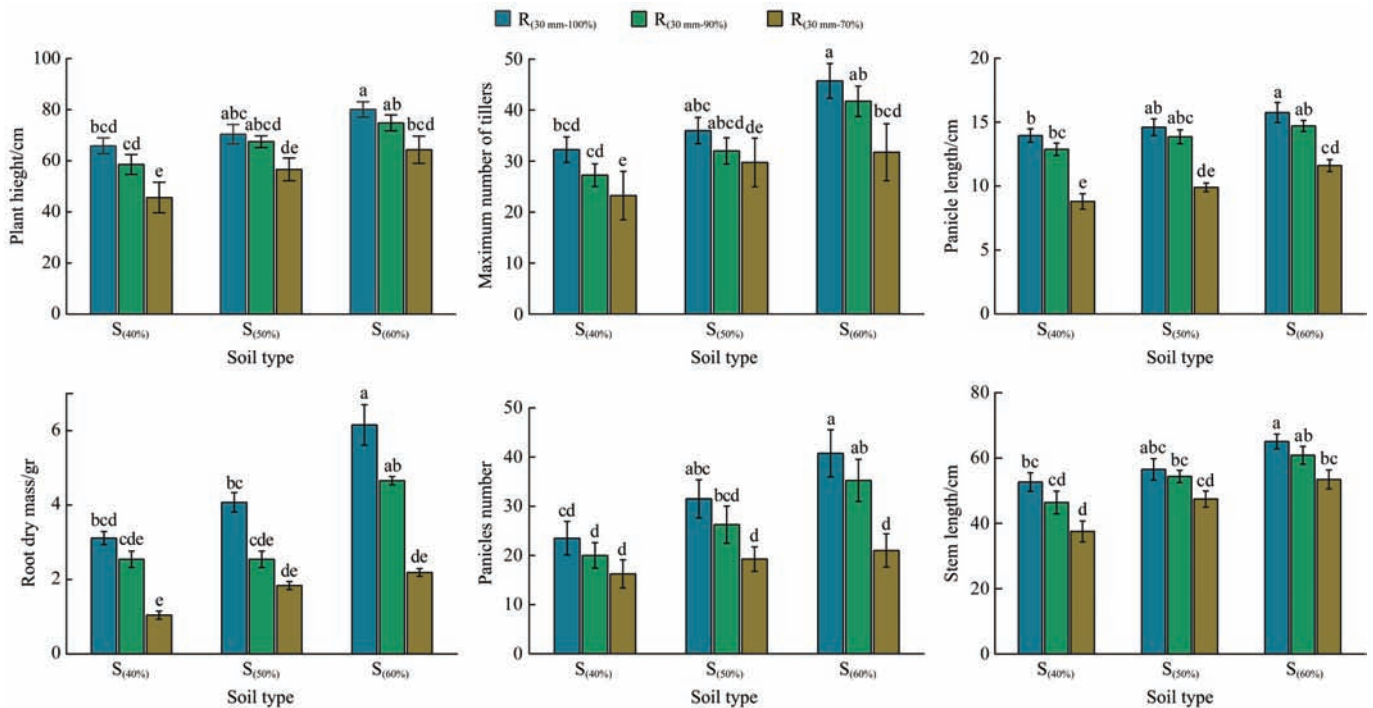 R(30 mm-100%) R(30 mm-90%) R(30 mm-70%)
Plant hieght/cm
100
80
60
40
20
0
bcd cd e abc abcd de a ab bcd
S(40%) S(50%) S(60%)
Soil type
Maximum number of tillers
50
40
30
20
10
0
bcd cd e abc abcd de a ab bcd
S(40%) S(50%) S(60%)
Soil type
Panicle length/cm
20
15
10
5
0
b bc e ab abc de a ab cd
S(40%) S(50%) S(60%)
Soil type
Root dry mass/gr
6
4
2
0
bcd cde e bc cde de a ab de
S(40%) S(50%) S(60%)
Soil type
Panicles number
50
40
30
20
10
0
cd d d abc bcd d a ab d
S(40%) S(50%) S(60%)
Soil type
Stem length/cm
80
60
40
20
0
bc cd d abc bc cd a ab bc
S(40%) S(50%) S(60%)
Soil type